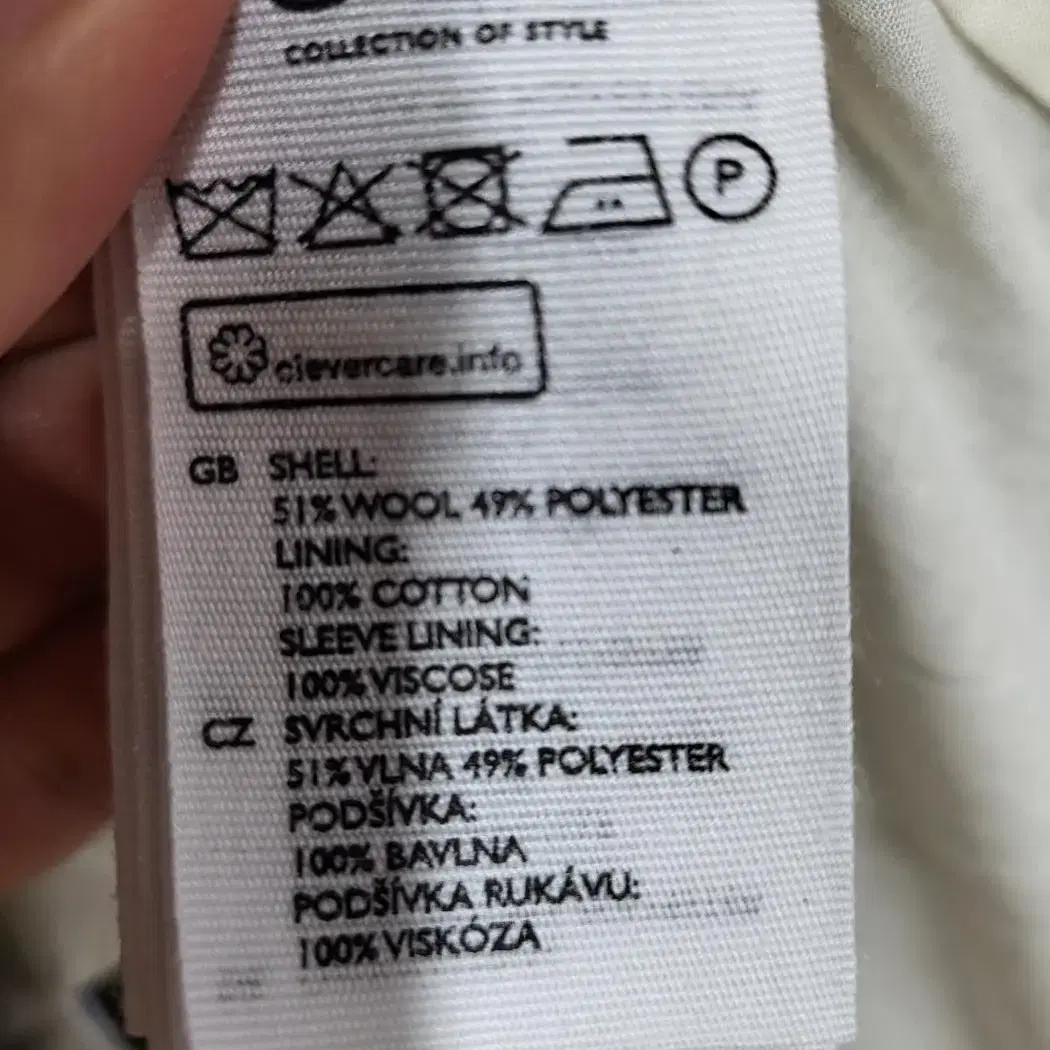 COLLECTION OF STYLE
P
clevercare.info
GB SHELL:
51% WOOL 49% POLYESTER
LINING:
100% COTTON
SLEEVE LINING:
100% VISCOSE
CZ SVRCHNÍ LÁTKA:
51% VLNA 49% POLYESTER
PODŠÍVKA:
100% BAVLNA
PODŠÍVKA RUKÁVU:
100% VISKÓZA